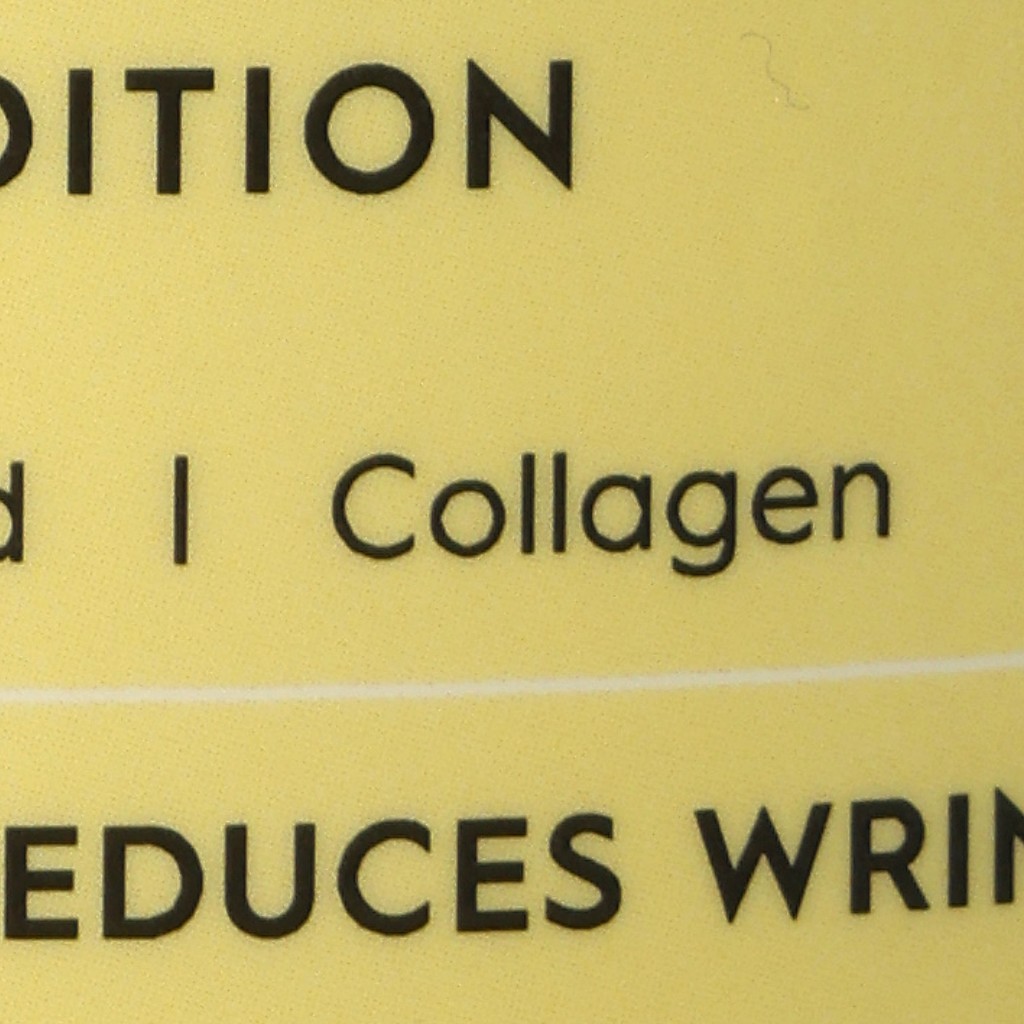 DITION
d | Collagen
EDUCES WRIN